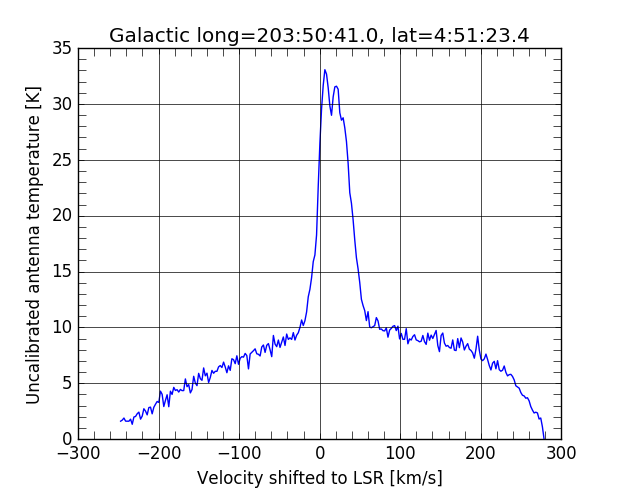 Galactic long=203:50:41.0, lat=4:51:23.4
Uncalibrated antenna temperature [K]
35
30
25
20
15
10
5
0
−300 −200 −100 0 100 200 300
Velocity shifted to LSR [km/s]